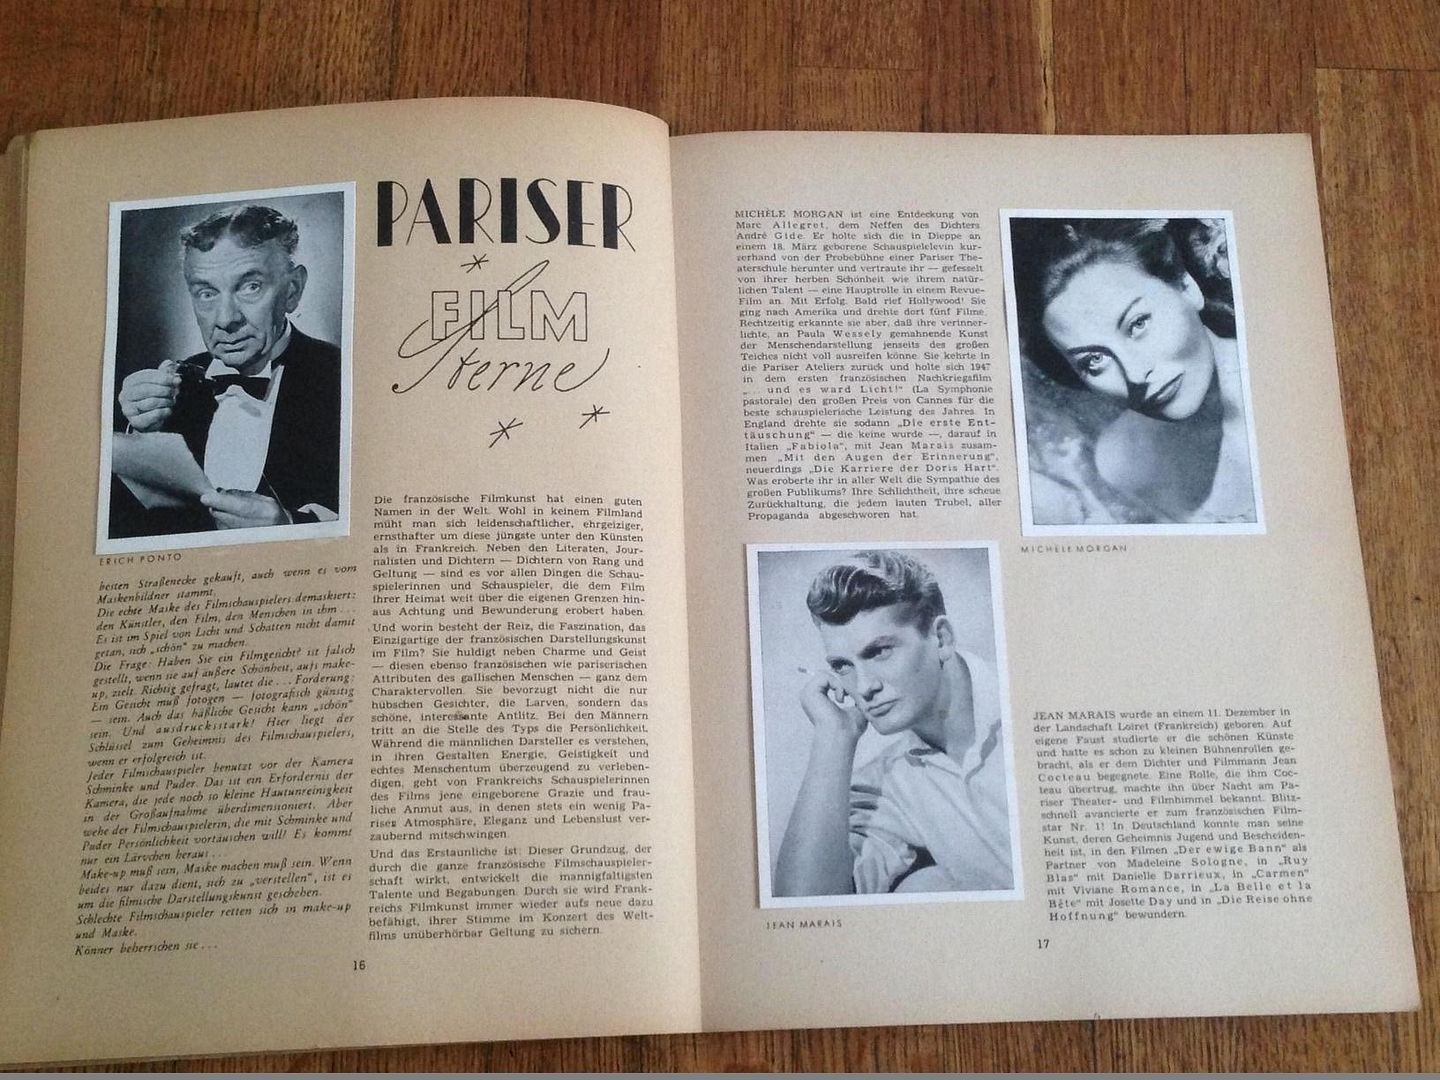 ERICH PONTO
besten Straßenecke gekauft, auch wenn es vom
Maskenbildner stammt.
Die echte Maske des Filmschauspielers demaskiert:
den Künstler, den Film, den Menschen in ihm ...
Es ist im Spiel von Licht und Schatten nicht damit
getan, sich „schön“ zu machen.
Die Frage: Haben Sie ein Filmgesicht? ist falsch
gestellt, wenn sie auf äußere Schönheit, aufs make-
up, zielt. Richtig gefragt, lautet die ... Forderung:
Ein Gesicht muß fotogen — fotografisch günstig
— sein. Auch das häßliche Gesicht kann „schön“
sein. Und ausdrucksstark! Hier liegt der
Schlüssel zum Geheimnis des Filmschauspielers,
wenn er erfolgreich ist.
Jeder Filmschauspieler benutzt vor der Kamera
Schminke und Puder. Das ist ein Erfordernis der
Kamera, die jede noch so kleine Hautunreinigkeit
in der Großaufnahme überdimensioniert. Aber
wehe der Filmschauspielerin, die mit Schminke und
Puder Persönlichkeit vortäuschen will! Es kommt
nur ein Lärvchen heraus ...
Make-up muß sein, Maske machen muß sein. Wenn
beides nur dazu dient, sich zu „verstellen“, ist es
um die filmische Darstellungskunst geschehen.
Schlechte Filmschauspieler retten sich in make-up
und Maske.
Könner beherrschen sie ...
PARISER
FILM
Sterne
Die französische Filmkunst hat einen guten
Namen in der Welt. Wohl in keinem Filmland
müht man sich leidenschaftlicher, ehrgeiziger,
ernsthafter um diese jüngste unter den Künsten
als in Frankreich. Neben den Literaten, Jour-
nalisten und Dichtern — Dichtern von Rang und
Geltung — sind es vor allen Dingen die Schau-
spielerinnen und Schauspieler, die dem Film
ihrer Heimat weit über die eigenen Grenzen hin-
aus Achtung und Bewunderung erobert haben.
Und worin besteht der Reiz, die Faszination, das
Einzigartige der französischen Darstellungskunst
im Film? Sie huldigt neben Charme und Geist
— diesen ebenso französischen wie pariserischen
Attributen des gallischen Menschen — ganz dem
Charaktervollen. Sie bevorzugt nicht die nur
hübschen Gesichter, die Larven, sondern das
schöne, interessante Antlitz. Bei den Männern
tritt an die Stelle des Typs die Persönlichkeit.
Während die männlichen Darsteller es verstehen,
in ihren Gestalten Energie, Geistigkeit und
echtes Menschentum überzeugend zu verleben-
digen, geht von Frankreichs Schauspielerinnen
des Films jene eingeborene Grazie und frau-
liche Anmut aus, in denen stets ein wenig Pa-
riser Atmosphäre, Eleganz und Lebenslust ver-
zaubernd mitschwingen.
Und das Erstaunliche ist: Dieser Grundzug, der
durch die ganze französische Filmschauspieler-
schaft wirkt, entwickelt die mannigfaltigsten
Talente und Begabungen. Durch sie wird Frank-
reichs Filmkunst immer wieder aufs neue dazu
befähigt, ihrer Stimme im Konzert des Welt-
films unüberhörbar Geltung zu sichern.
16
MICHÈLE MORGAN ist eine Entdeckung von
Marc Allegret, dem Neffen des Dichters
André Gide. Er holte sich die in Dieppe an
einem 18. März geborene Schauspielelevin kur-
zerhand von der Probebühne einer Pariser The-
aterschule herunter und vertraute ihr — gefesselt
von ihrer herben Schönheit wie ihrem natür-
lichen Talent — eine Hauptrolle in einem Revue-
Film an. Mit Erfolg. Bald rief Hollywood! Sie
ging nach Amerika und drehte dort fünf Filme.
Rechtzeitig erkannte sie aber, daß ihre verinner-
lichte, an Paula Wessely gemahnende Kunst
der Menschendarstellung jenseits des großen
Teiches nicht voll ausreifen könne. Sie kehrte in
die Pariser Ateliers zurück und holte sich 1947
in dem ersten französischen Nachkriegsfilm
„... und es ward Licht!“ (La Symphonie
pastorale) den großen Preis von Cannes für die
beste schauspielerische Leistung des Jahres. In
England drehte sie sodann „Die erste Ent-
täuschung“ — die keine wurde —, darauf in
Italien „Fabiola“, mit Jean Marais zusam-
men „Mit den Augen der Erinnerung“,
neuerdings „Die Karriere der Doris Hart“.
Was eroberte ihr in aller Welt die Sympathie des
großen Publikums? Ihre Schlichtheit, ihre scheue
Zurückhaltung, die jedem lauten Trubel, aller
Propaganda abgeschworen hat.
MICHÈLE MORGAN
JEAN MARAIS
JEAN MARAIS wurde an einem 11. Dezember in
der Landschaft Loiret (Frankreich) geboren. Auf
eigene Faust studierte er die schönen Künste
und hatte es schon zu kleinen Bühnenrollen ge-
bracht, als er dem Dichter und Filmmann Jean
Cocteau begegnete. Eine Rolle, die ihm Coc-
teau übertrug, machte ihn über Nacht am Pa-
riser Theater- und Filmhimmel bekannt. Blitz-
schnell avancierte er zum französischen Film-
star Nr. 1! In Deutschland konnte man seine
Kunst, deren Geheimnis Jugend und Bescheiden-
heit ist, in den Filmen „Der ewige Bann“ als
Partner von Madeleine Sologne, in „Ruy
Blas“ mit Danielle Darrieux, in „Carmen“
mit Viviane Romance, in „La Belle et la
Bête“ mit Josette Day und in „Die Reise ohne
Hoffnung“ bewundern.
17